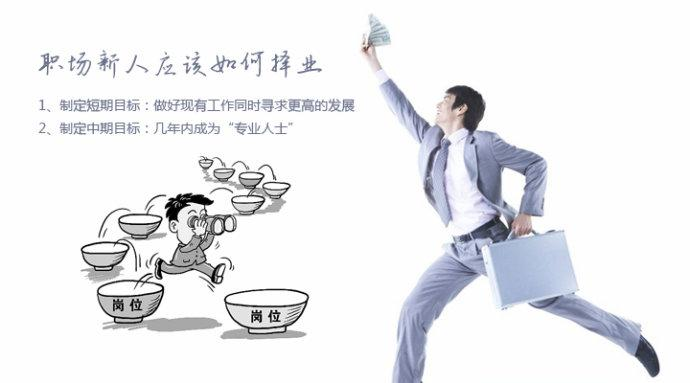 职场新人应该如何择业
1、制定短期目标：做好现有工作同时寻求更高的发展
2、制定中期目标：几年内成为“专业人士”
岗位
岗位